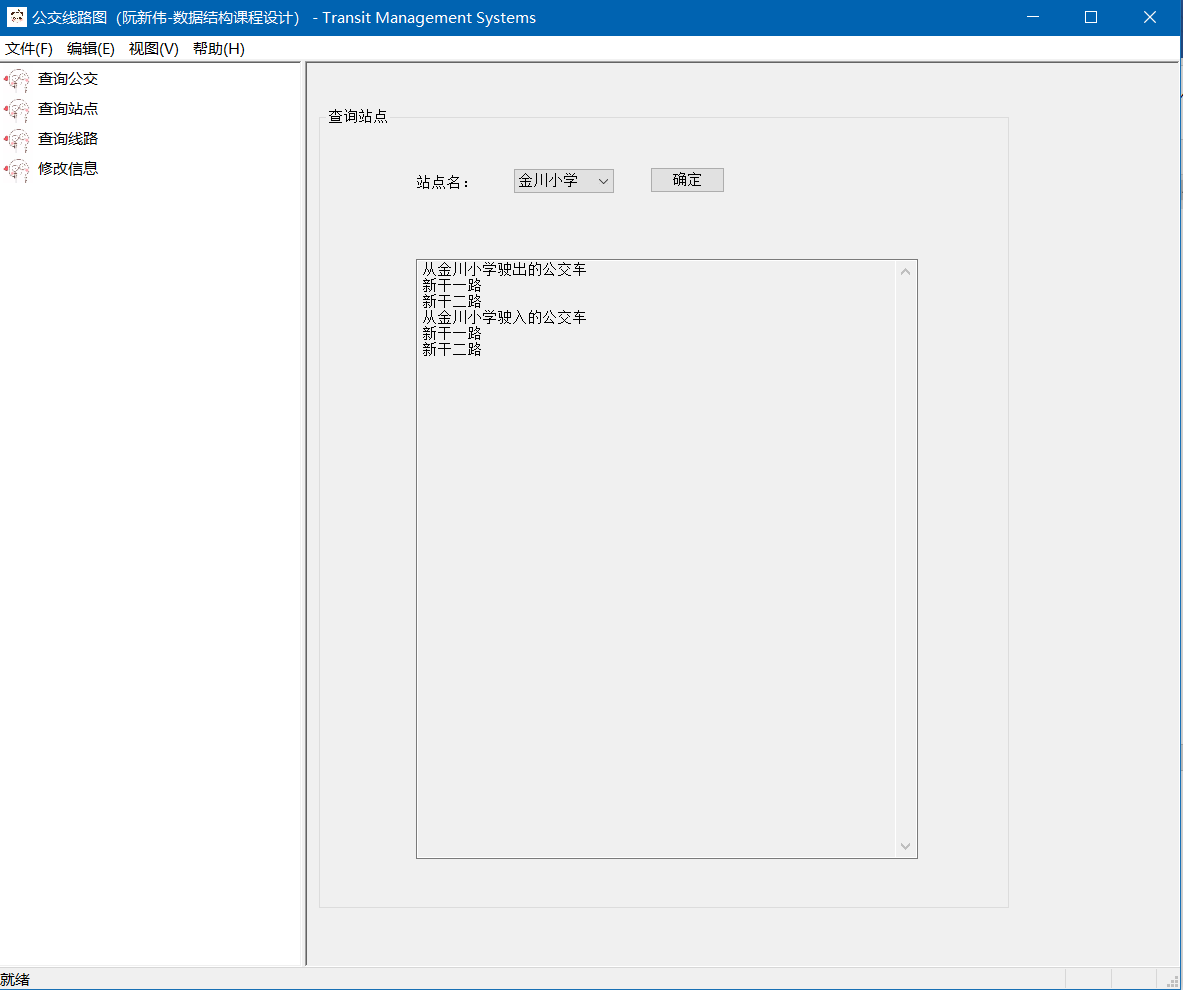 公交线路图（阮新伟-数据结构课程设计） - Transit Management Systems
文件(F) 编辑(E) 视图(V) 帮助(H)
查询公交
查询站点
查询线路
修改信息
查询站点
站点名：
金川小学
确定
从金川小学驶出的公交车
新干一路
新干二路
从金川小学驶入的公交车
新干一路
新干二路
就绪